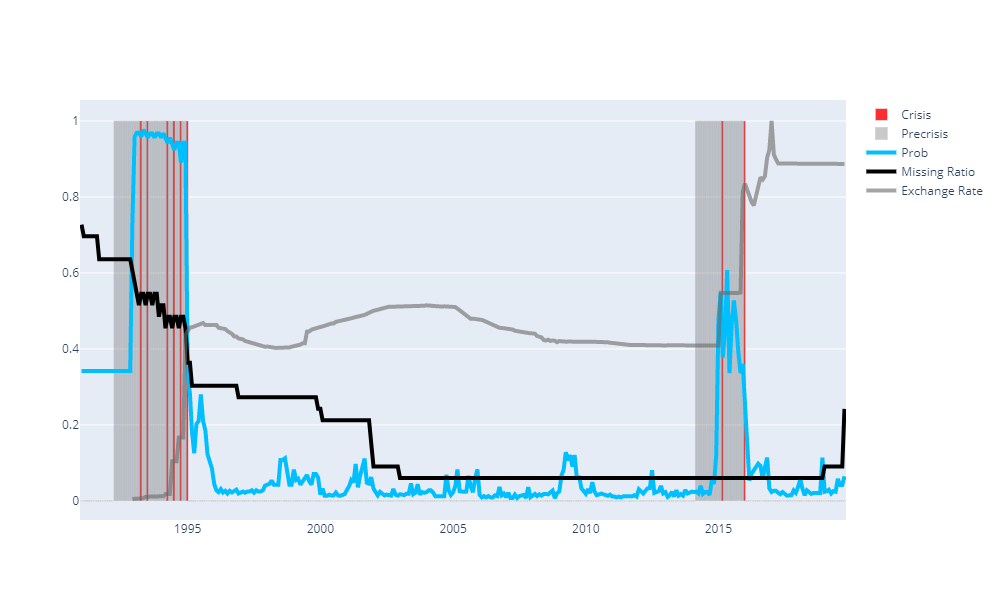 1
0.8
0.6
0.4
0.2
0
1995
2000
2005
2010
2015
Crisis
Precrisis
Prob
Missing Ratio
Exchange Rate